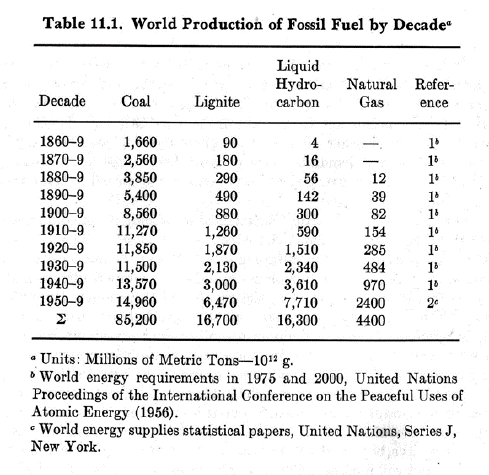 Table 11.1. World Production of Fossil Fuel by Decadeᵃ
Liquid
Hydro- Natural Refer-
Decade Coal Lignite carbon Gas ence
1860–9 1,660 90 4 — 1ᵇ
1870–9 2,560 180 16 — 1ᵇ
1880–9 3,850 290 56 12 1ᵇ
1890–9 5,400 490 142 39 1ᵇ
1900–9 8,560 880 300 82 1ᵇ
1910–9 11,270 1,260 590 154 1ᵇ
1920–9 11,850 1,870 1,510 285 1ᵇ
1930–9 11,500 2,130 2,340 484 1ᵇ
1940–9 13,570 3,000 3,610 970 1ᵇ
1950–9 14,960 6,470 7,710 2400 2ᶜ
Σ 85,200 16,700 16,300 4400
ᵃ Units: Millions of Metric Tons—10¹² g.
ᵇ World energy requirements in 1975 and 2000, United Nations
Proceedings of the International Conference on the Peaceful Uses of
Atomic Energy (1956).
ᶜ World energy supplies statistical papers, United Nations, Series J,
New York.